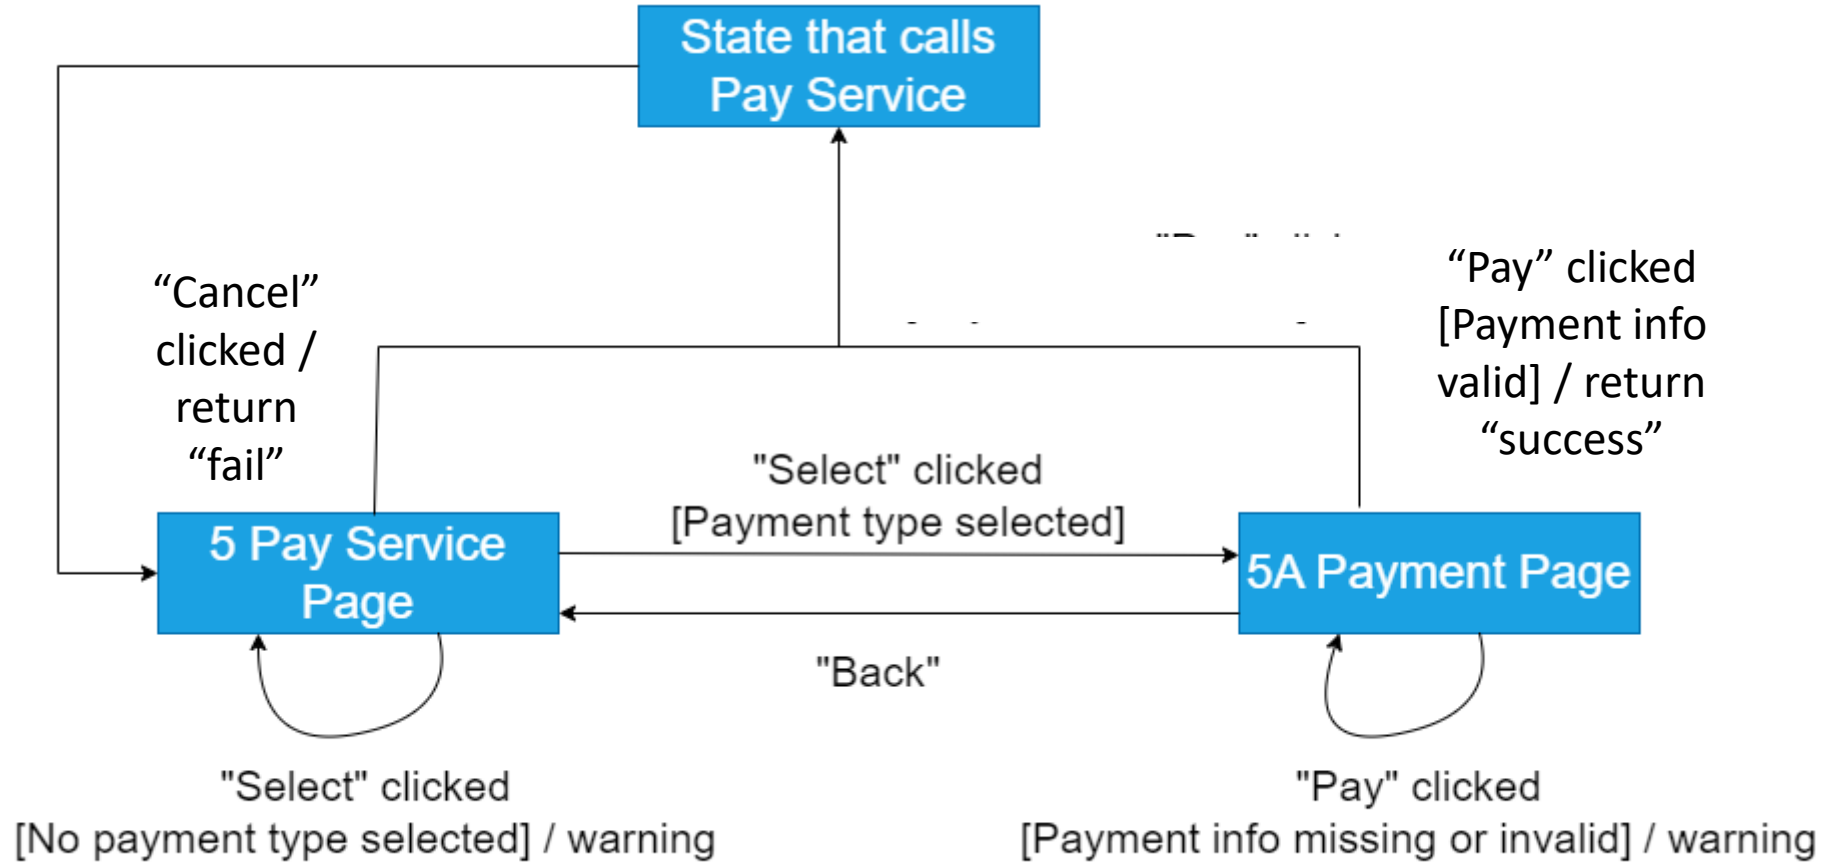 State that calls
Pay Service
“Cancel”
clicked /
return
“fail”
“Pay” clicked
[Payment info
valid] / return
“success”
"Select" clicked
[Payment type selected]
5 Pay Service
Page
5A Payment Page
"Back"
"Select" clicked
[No payment type selected] / warning
"Pay" clicked
[Payment info missing or invalid] / warning